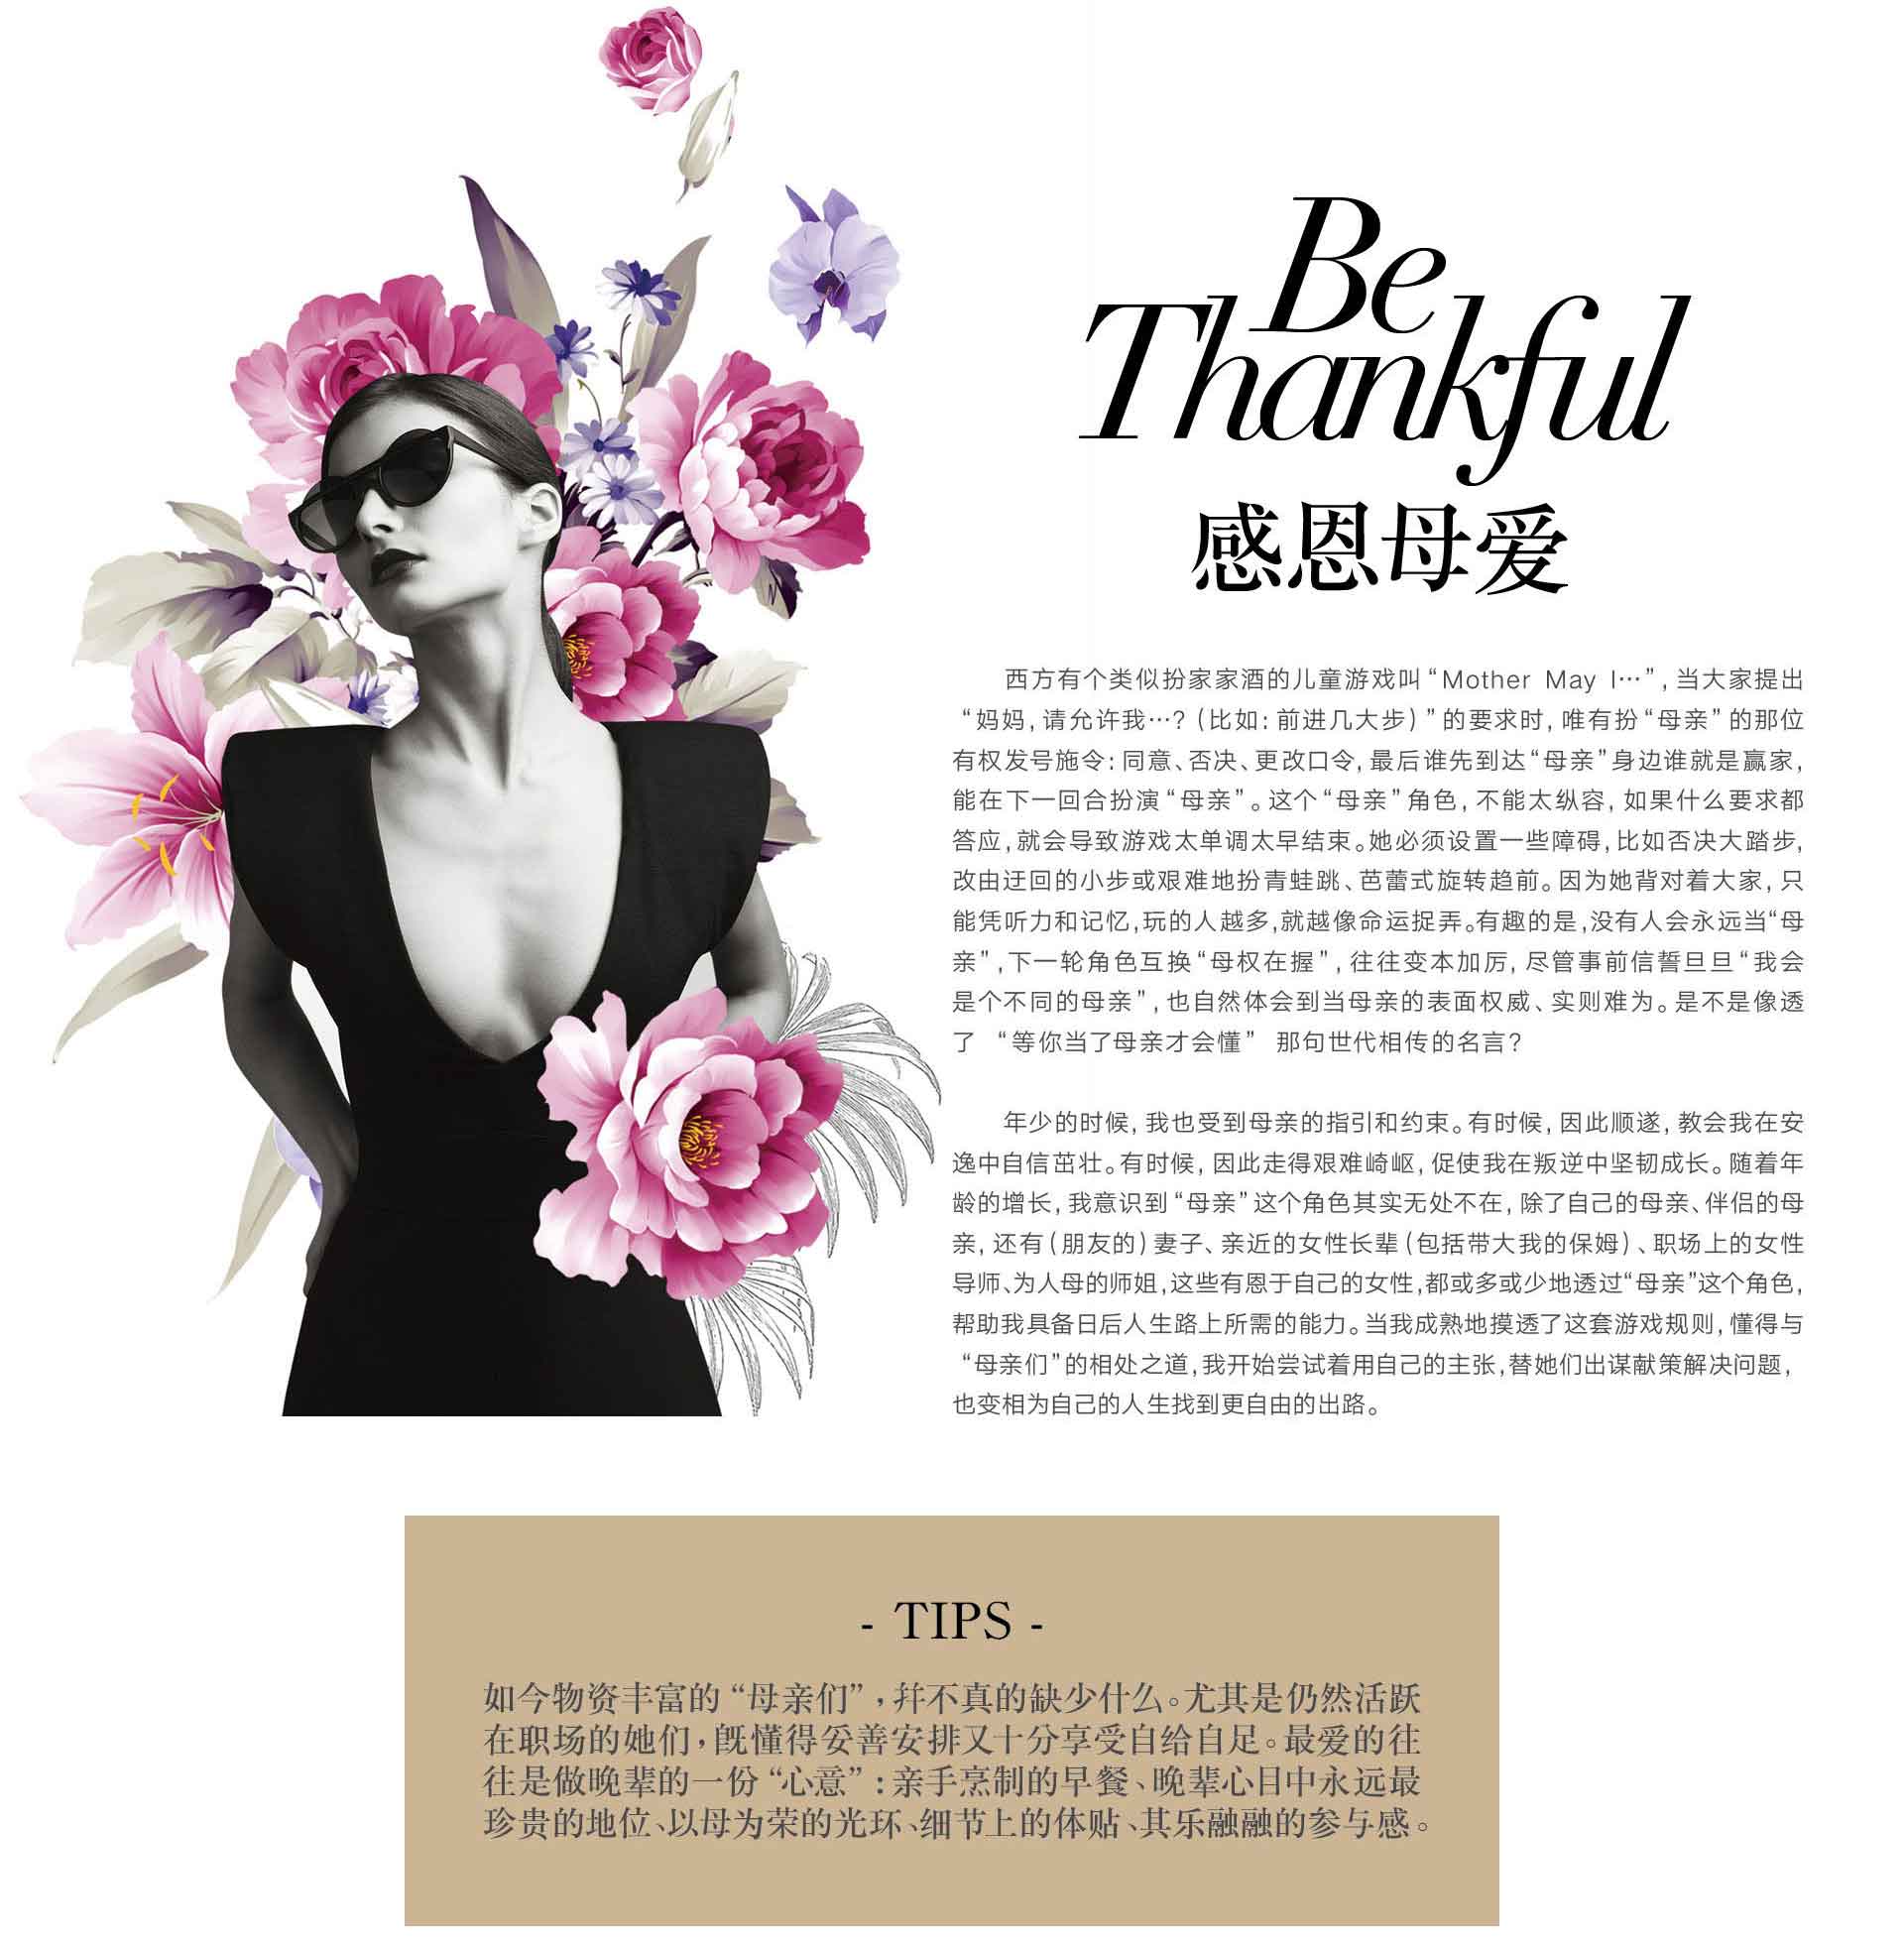 Be
Thankful
感恩母爱
西方有个类似扮家家酒的儿童游戏叫“Mother May I…”,当大家提出
“妈妈,请允许我…?(比如:前进几大步)”的要求时,唯有扮“母亲”的那位
有权发号施令:同意、否决、更改口令,最后谁先到达“母亲”身边谁就是赢家,
能在下一回合扮演“母亲”。这个“母亲”角色,不能太纵容,如果什么要求都
答应,就会导致游戏太单调太早结束。她必须设置一些障碍,比如否决大踏步,
改由迂回的小步或艰难地扮青蛙跳、芭蕾式旋转趋前。因为她背对着大家,只
能凭听力和记忆,玩的人越多,就越像命运捉弄。有趣的是,没有人会永远当“母
亲”,下一轮角色互换“母权在握”,往往变本加厉,尽管事前信誓旦旦“我会
是个不同的母亲”,也自然体会到当母亲的表面权威、实则难为。是不是像透
了 “等你当了母亲才会懂” 那句世代相传的名言?
年少的时候,我也受到母亲的指引和约束。有时候,因此顺遂,教会我在安
逸中自信茁壮。有时候,因此走得艰难崎岖,促使我在叛逆中坚韧成长。随着年
龄的增长,我意识到“母亲”这个角色其实无处不在,除了自己的母亲、伴侣的母
亲,还有(朋友的)妻子、亲近的女性长辈(包括带大我的保姆)、职场上的女性
导师、为人母的师姐,这些有恩于自己的女性,都或多或少地透过“母亲”这个角色,
帮助我具备日后人生路上所需的能力。当我成熟地摸透了这套游戏规则,懂得与
“母亲们”的相处之道,我开始尝试着用自己的主张,替她们出谋献策解决问题,
也变相为自己的人生找到更自由的出路。
- TIPS -
如今物资丰富的“母亲们”,并不真的缺少什么。尤其是仍然活跃
在职场的她们,既懂得妥善安排又十分享受自给自足。最爱的往
往是做晚辈的一份“心意”:亲手烹制的早餐、晚辈心目中永远最
珍贵的地位、以母为荣的光环、细节上的体贴、其乐融融的参与感。